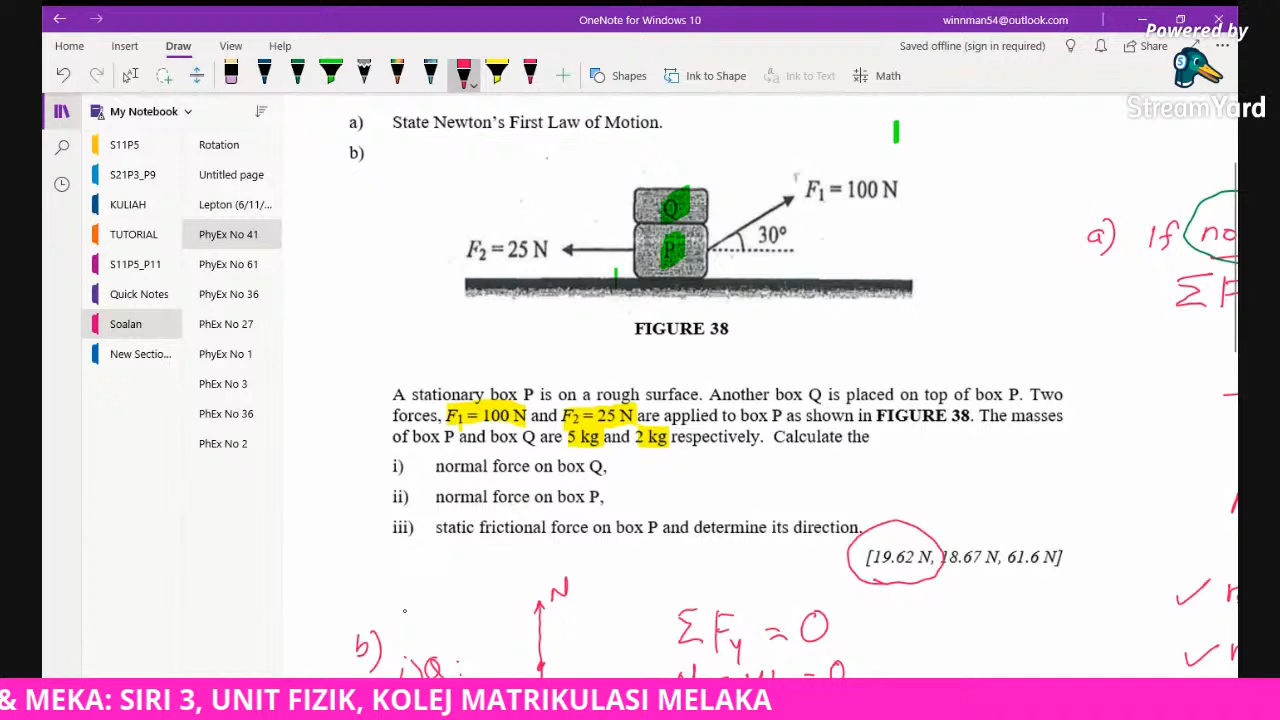 OneNote for Windows 10
winnman54@outlook.com
Powered by
StreamYard
Home Insert Draw View Help
Saved offline (sign in required)
Share
Shapes
Ink to Shape
Ink to Text
Math
My Notebook
S11P5
S21P3_P9
KULIAH
TUTORIAL
S11P5_P11
Quick Notes
Soalan
New Sectio...
Rotation
Untitled page
Lepton (6/11/...
PhyEx No 41
PhyEx No 61
PhyEx No 36
PhEx No 27
PhyEx No 1
PhEx No 3
PhEx No 36
PhyEx No 2
a) State Newton's First Law of Motion.
b)
F₁ = 100 N
Q
30°
F₂ = 25 N
P
FIGURE 38
A stationary box P is on a rough surface. Another box Q is placed on top of box P. Two
forces, F₁ = 100 N and F₂ = 25 N are applied to box P as shown in FIGURE 38. The masses
of box P and box Q are 5 kg and 2 kg respectively. Calculate the
i) normal force on box Q,
ii) normal force on box P,
iii) static frictional force on box P and determine its direction.
[19.62 N, 18.67 N, 61.6 N]
a) If no
ΣF
b)
i) Q:
N
ΣFy = 0
& MEKA: SIRI 3, UNIT FIZIK, KOLEJ MATRIKULASI MELAKA